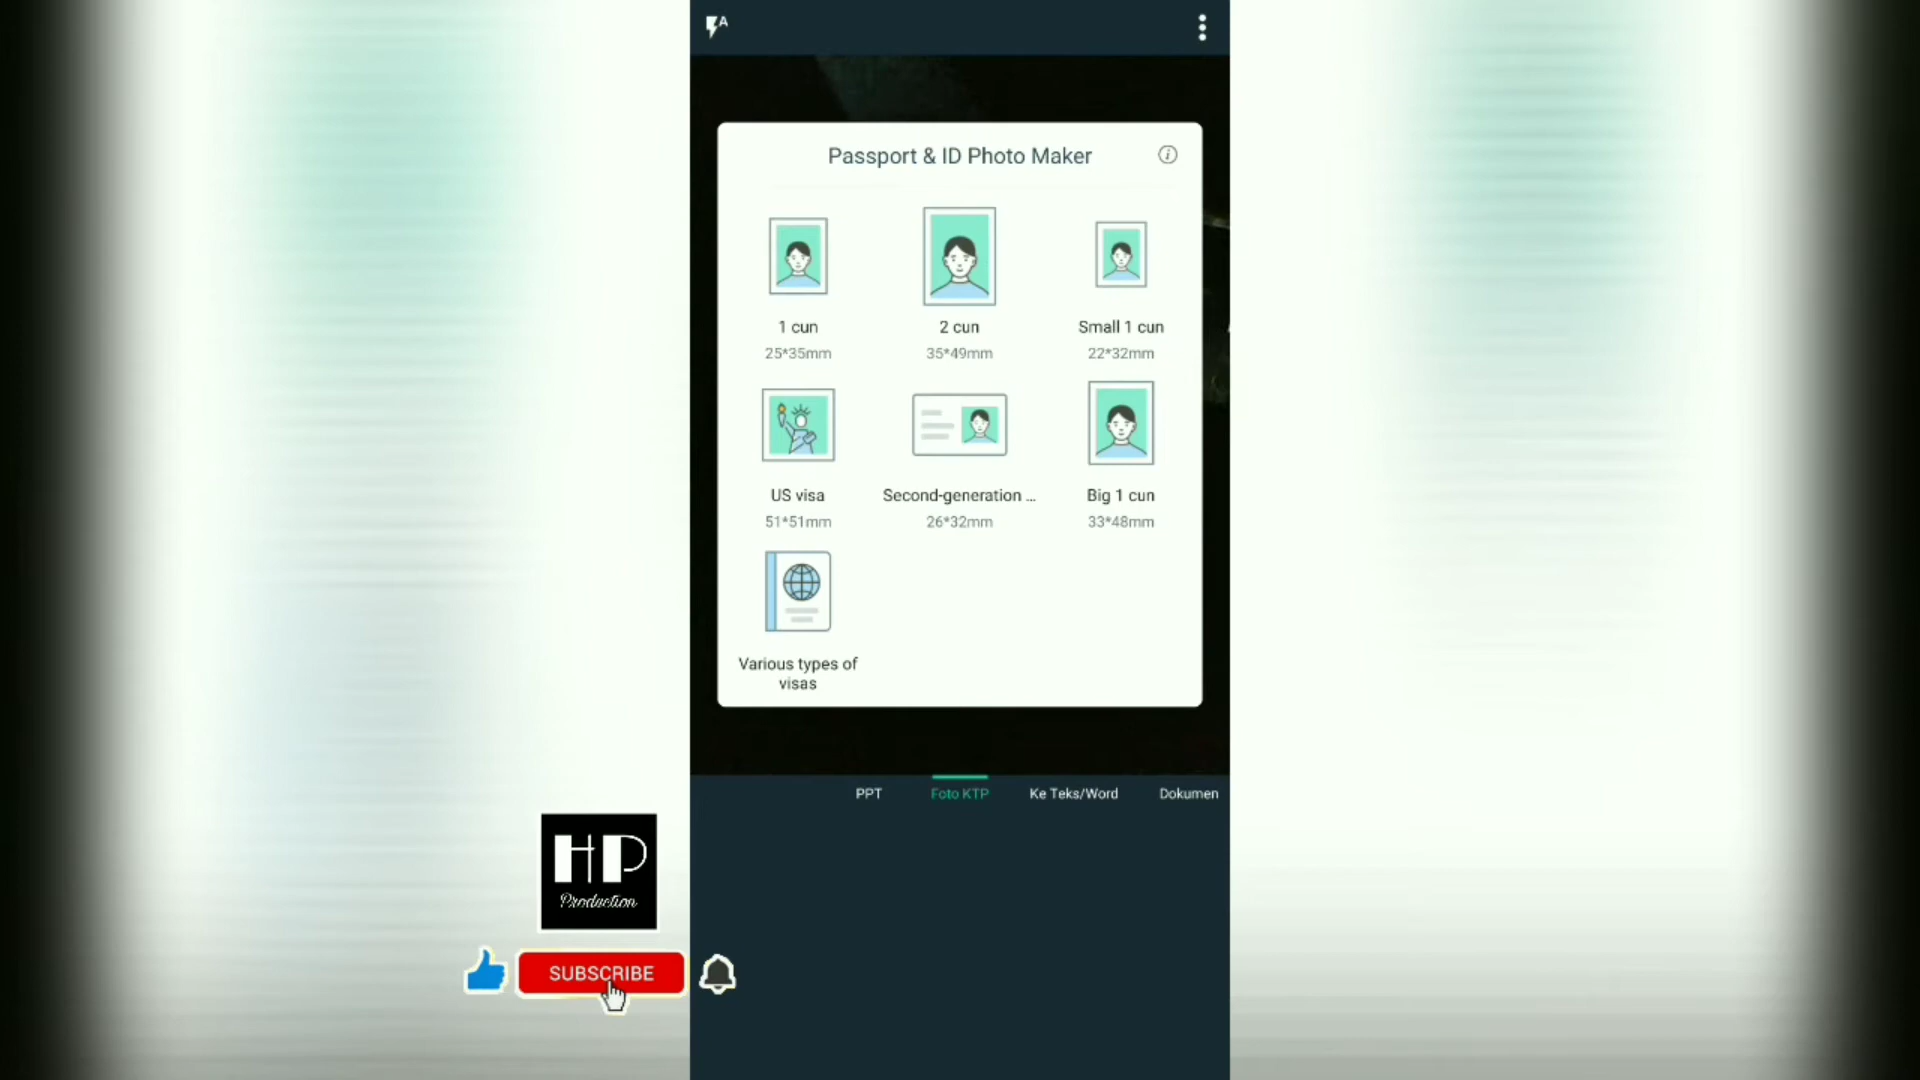 A
Passport & ID Photo Maker
1 cun
2 cun
Small 1 cun
25*35mm
35*49mm
22*32mm
US visa
Second-generation ...
Big 1 cun
51*51mm
26*32mm
33*48mm
Various types of
visas
PPT
Foto KTP
Ke Teks/Word
Dokumen
HP
Production
SUBSCRIBE